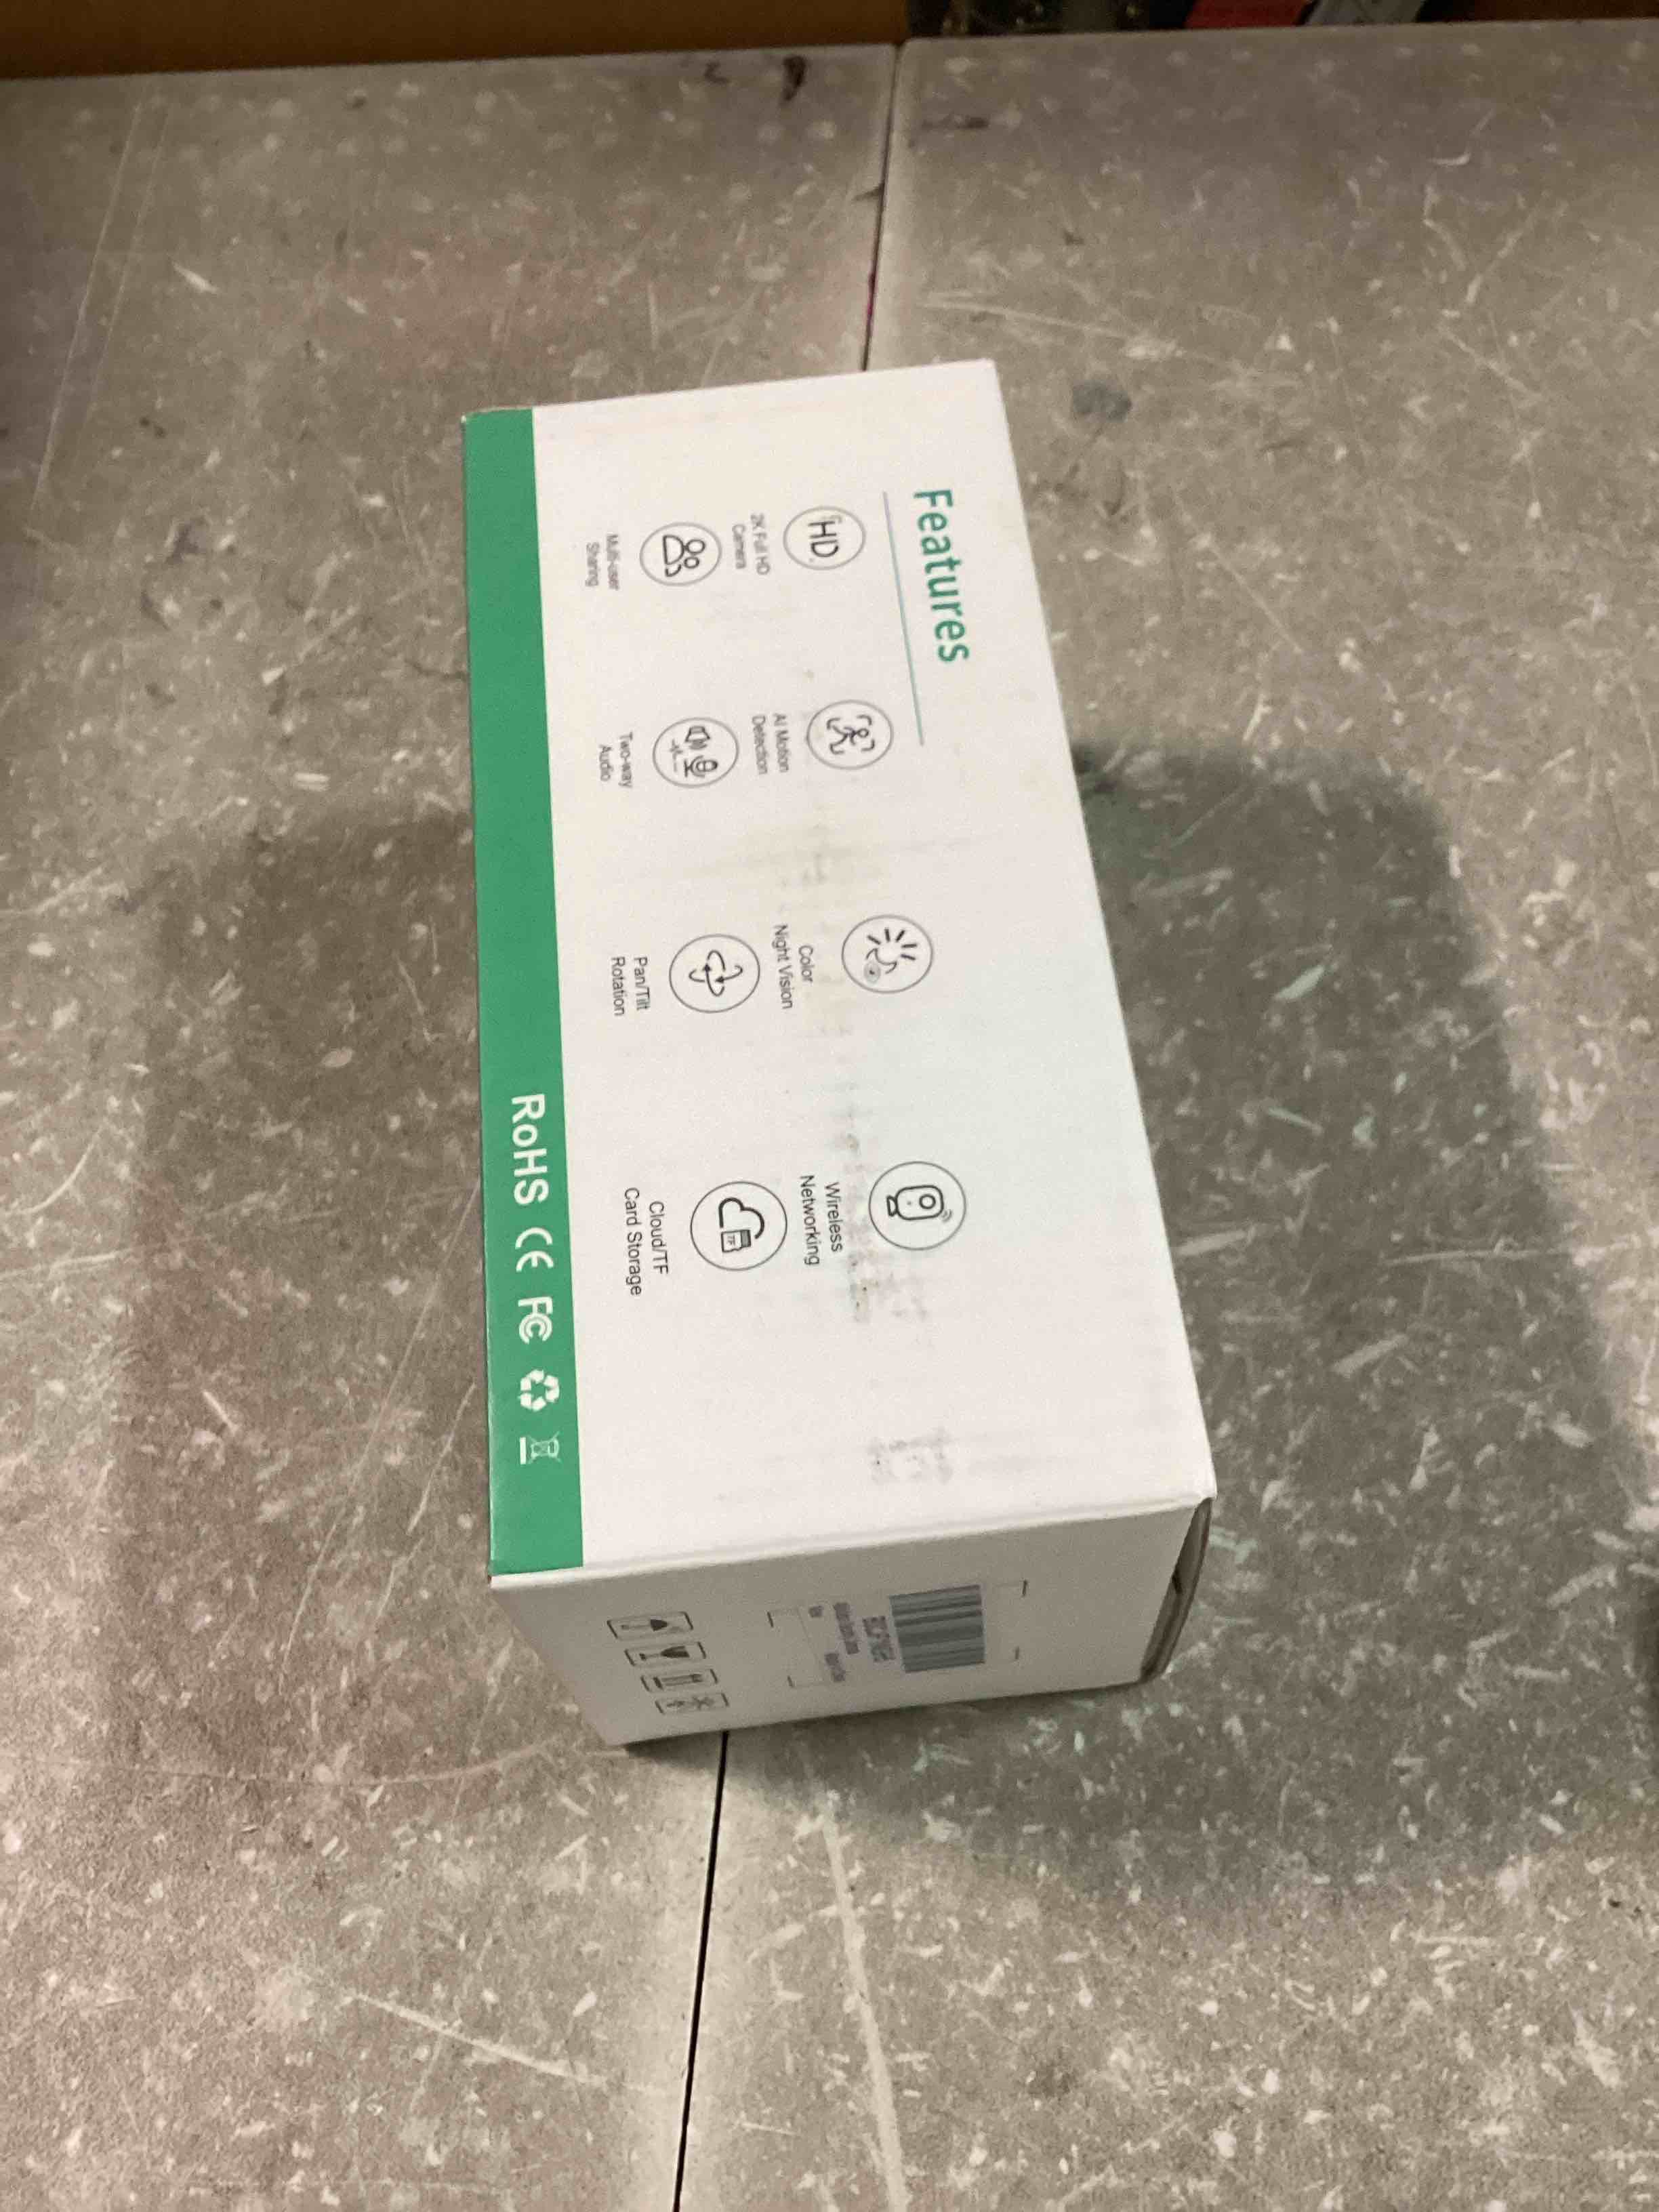 Features
HD
2K Full HD
Camera
AI Motion
Detection
Color
Night Vision
Wireless
Networking
Multi-user
Sharing
Two-way
Audio
Pan/Tilt
Rotation
TF
Cloud/TF
Card Storage
RoHS CE FC